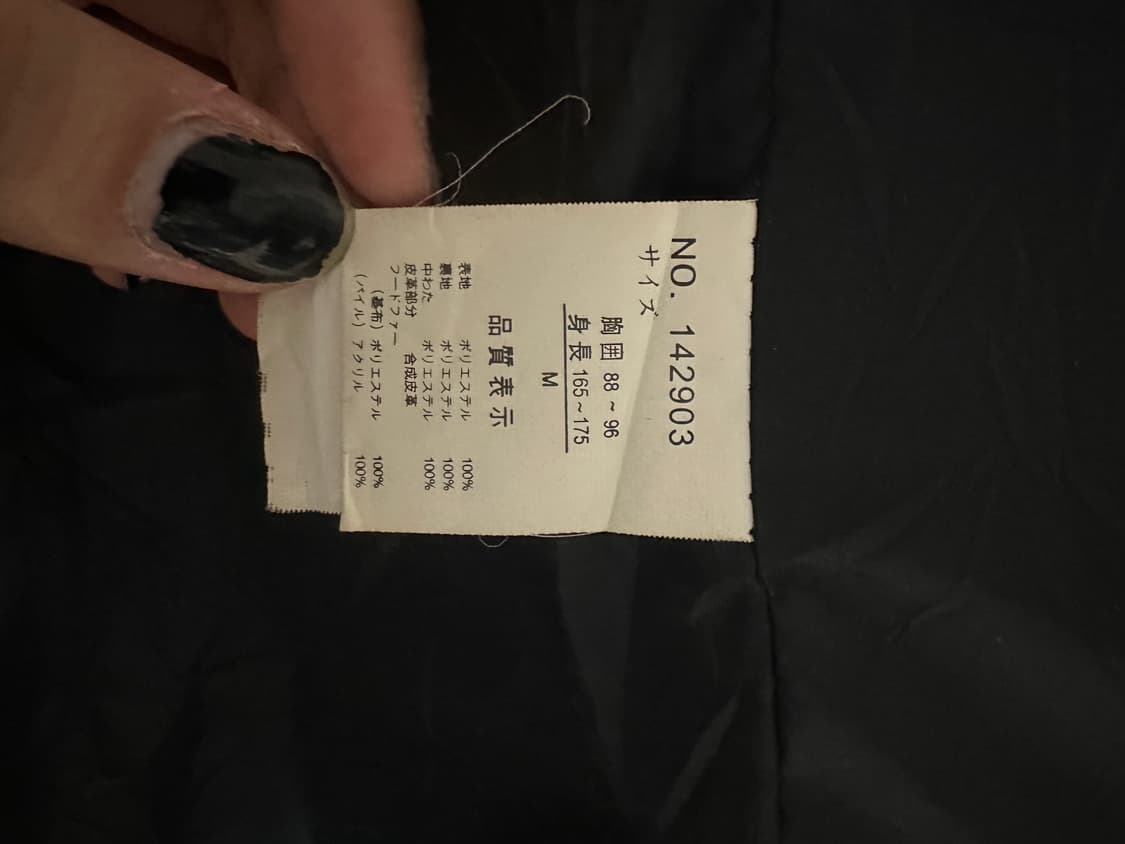 NO. 142903
サイズ
胸囲 88~96
身長 165~175
M
品質表示
表地 ポリエステル 100%
裏地 ポリエステル 100%
中わた ポリエステル 100%
皮革部分 合成皮革
フードファー
(基布) ポリエステル 100%
(パイル) アクリル 100%